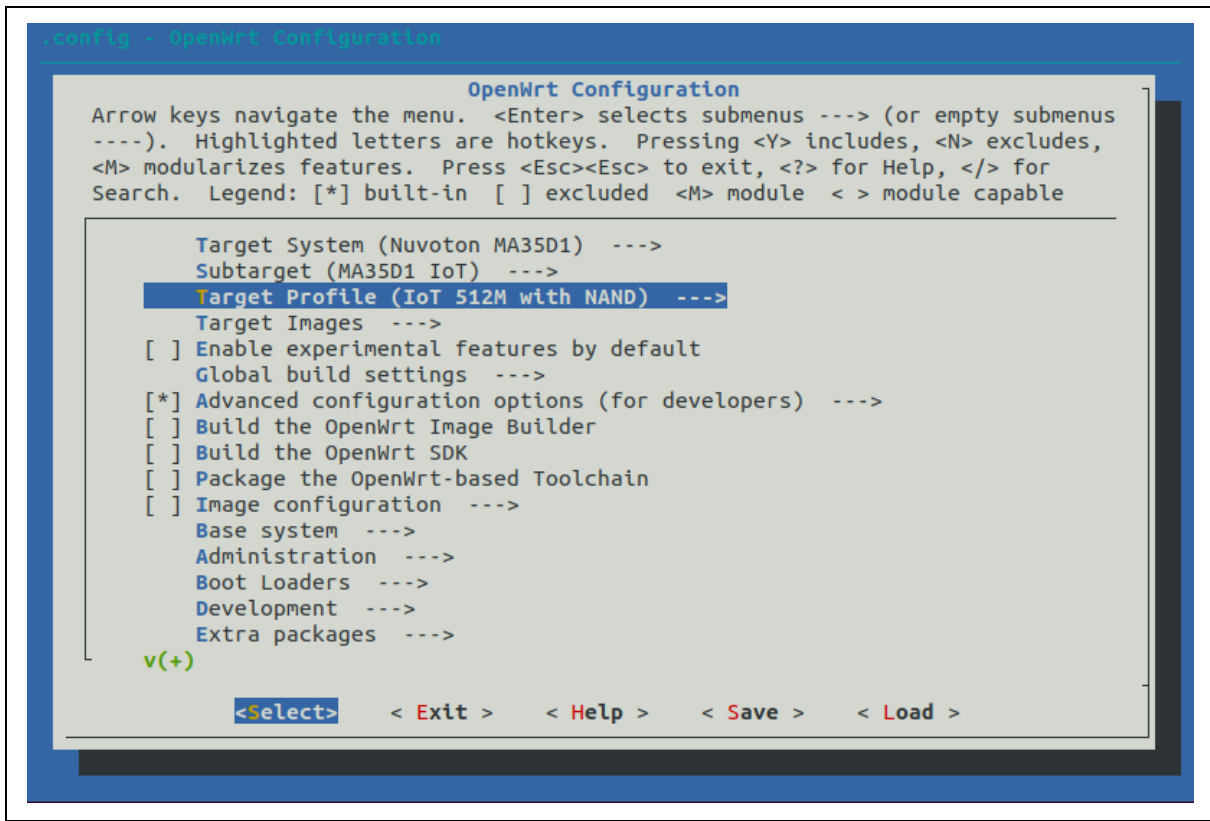 .config - OpenWrt Configuration
OpenWrt Configuration
Arrow keys navigate the menu.  <Enter> selects submenus ---> (or empty submenus
----).  Highlighted letters are hotkeys.  Pressing <Y> includes, <N> excludes,
<M> modularizes features.  Press <Esc><Esc> to exit, <?> for Help, </> for
Search.  Legend: [*] built-in  [ ] excluded  <M> module  < > module capable
Target System (Nuvoton MA35D1)  --->
Subtarget (MA35D1 IoT)  --->
Target Profile (IoT 512M with NAND)  --->
Target Images  --->
[ ] Enable experimental features by default
Global build settings  --->
[*] Advanced configuration options (for developers)  --->
[ ] Build the OpenWrt Image Builder
[ ] Build the OpenWrt SDK
[ ] Package the OpenWrt-based Toolchain
[ ] Image configuration  --->
Base system  --->
Administration  --->
Boot Loaders  --->
Development  --->
Extra packages  --->
v(+)
<Select>    < Exit >    < Help >    < Save >    < Load >